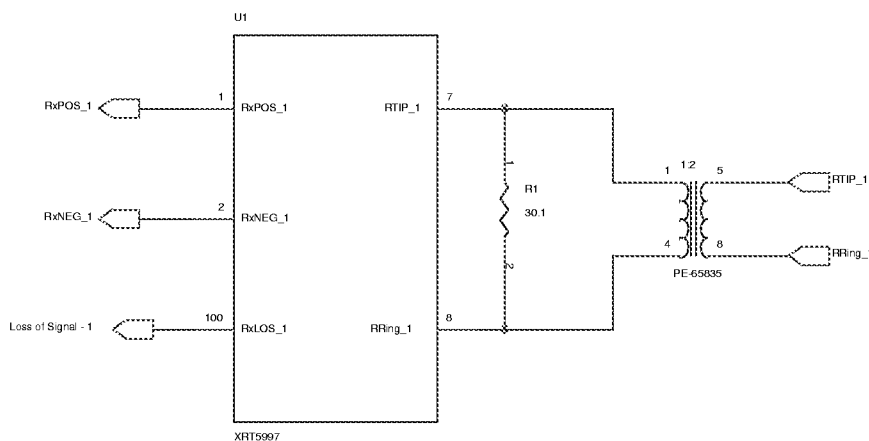 U1
RxPOS_1
1
RxPOS_1
RTIP_1
7
1
R1
30.1
2
1
1:2
5
RTIP_1
RxNEG_1
2
RxNEG_1
4
8
RRing_1
PE-65835
Loss of Signal - 1
100
RxLOS_1
RRing_1
8
XRT5997